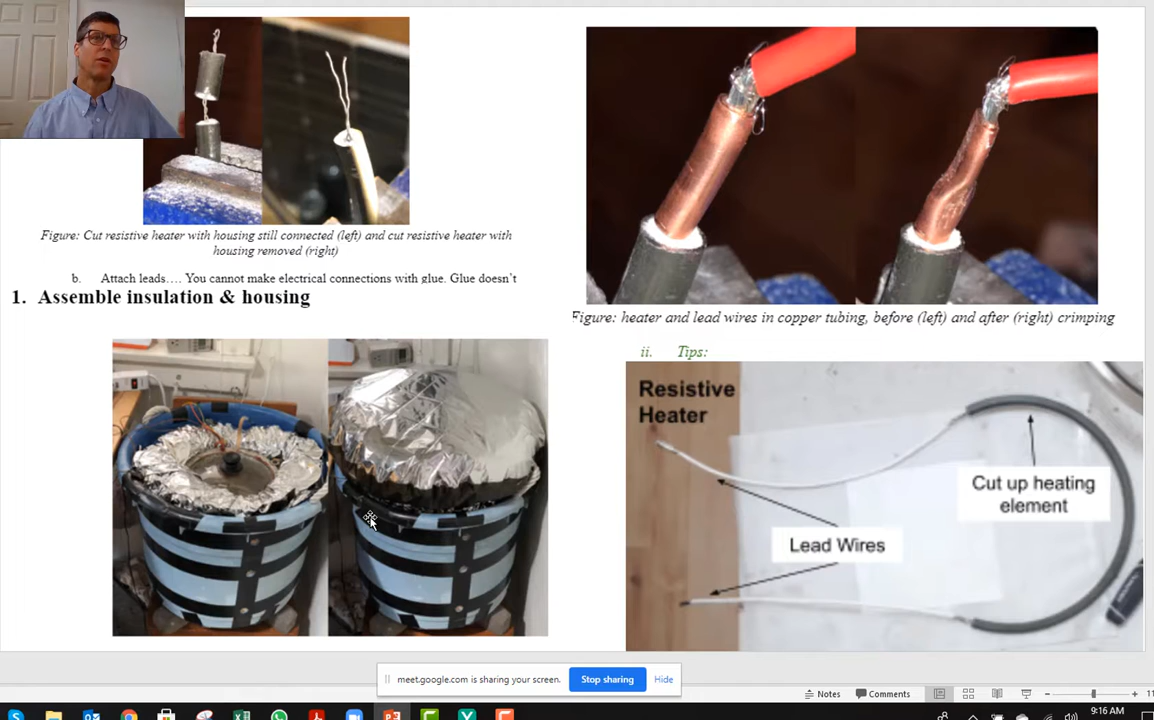 Figure: Cut resistive heater with housing still connected (left) and cut resistive heater with
housing removed (right)
b. Attach leads…. You cannot make electrical connections with glue. Glue doesn't
1. Assemble insulation & housing
Figure: heater and lead wires in copper tubing, before (left) and after (right) crimping
ii. Tips:
Resistive
Heater
Cut up heating
element
Lead Wires
meet.google.com is sharing your screen.
Stop sharing
Hide
Notes
Comments
11
9:16 AM